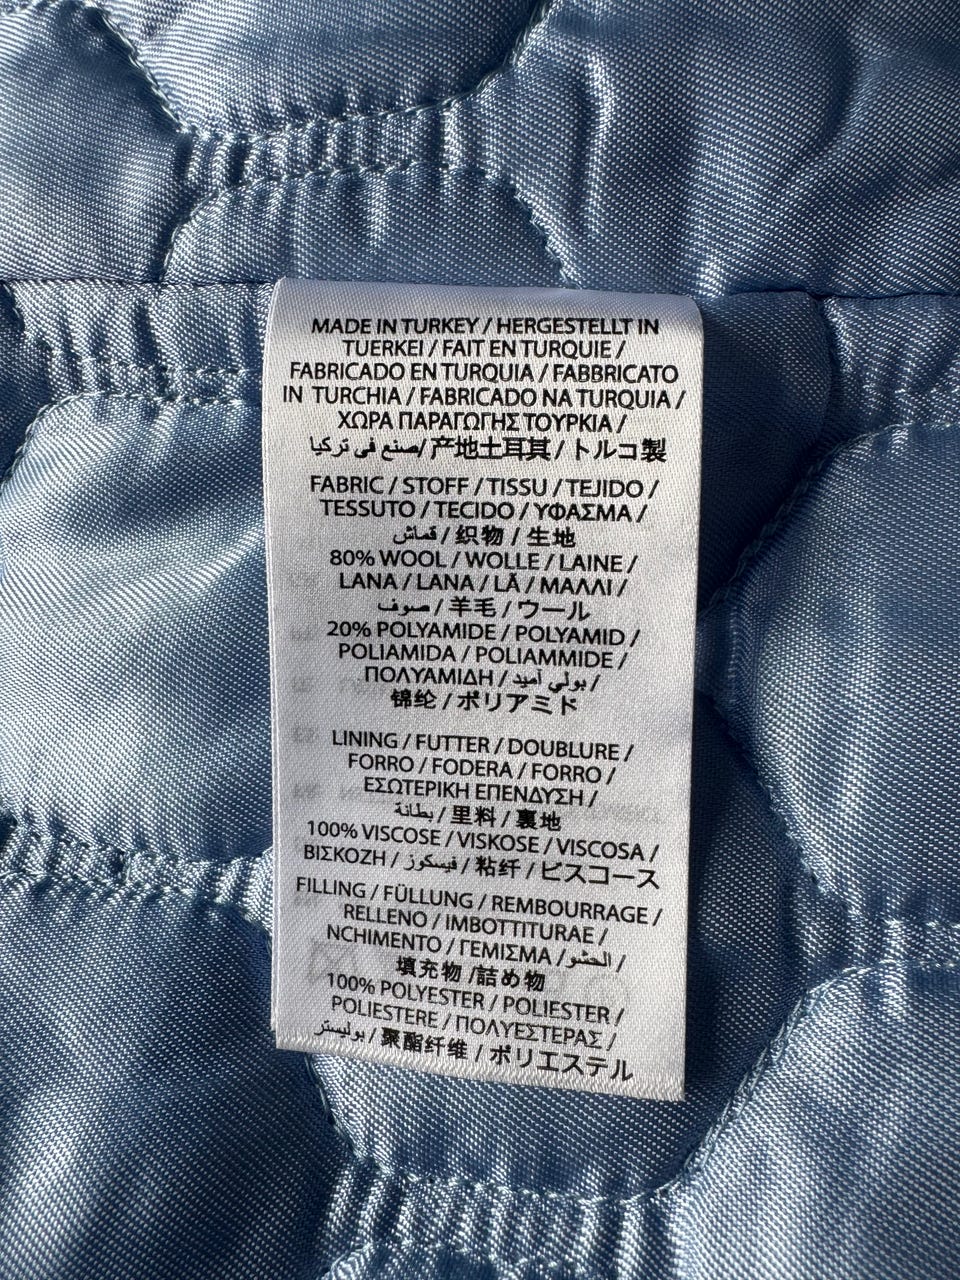 MADE IN TURKEY / HERGESTELLT IN
TUERKEI / FAIT EN TURQUIE /
FABRICADO EN TURQUIA / FABBRICATO
IN TURCHIA / FABRICADO NA TURQUIA /
ΧΩΡΑ ΠΑΡΑΓΩΓΗΣ ΤΟΥΡΚΙΑ /
صنع في تركيا / 产地土耳其 / トルコ製
FABRIC / STOFF / TISSU / TEJIDO /
TESSUTO / TECIDO / ΥΦΑΣΜΑ /
قماش / 织物 / 生地
80% WOOL / WOLLE / LAINE /
LANA / LANA / LÃ / ΜΑΛΛΙ /
صوف / 羊毛 / ウール
20% POLYAMIDE / POLYAMID /
POLIAMIDA / POLIAMMIDE /
ΠΟΛΥΑΜΙΔΗ / بولي أميد /
锦纶 / ポリアミド
LINING / FUTTER / DOUBLURE /
FORRO / FODERA / FORRO /
ΕΣΩΤΕΡΙΚΗ ΕΠΕΝΔΥΣΗ /
بطانة / 里料 / 裏地
100% VISCOSE / VISKOSE / VISCOSA /
ΒΙΣΚΟΖΗ / فيسكوز / 粘纤 / ビスコース
FILLING / FÜLLUNG / REMBOURRAGE /
RELLENO / IMBOTTITURAE /
NCHIMENTO / ΓΕΜΙΣΜΑ / الحشو /
填充物 /詰め物
100% POLYESTER / POLIESTER /
POLIESTERE / ΠΟΛΥΕΣΤΕΡΑΣ /
بوليستر / 聚酯纤维 / ポリエステル